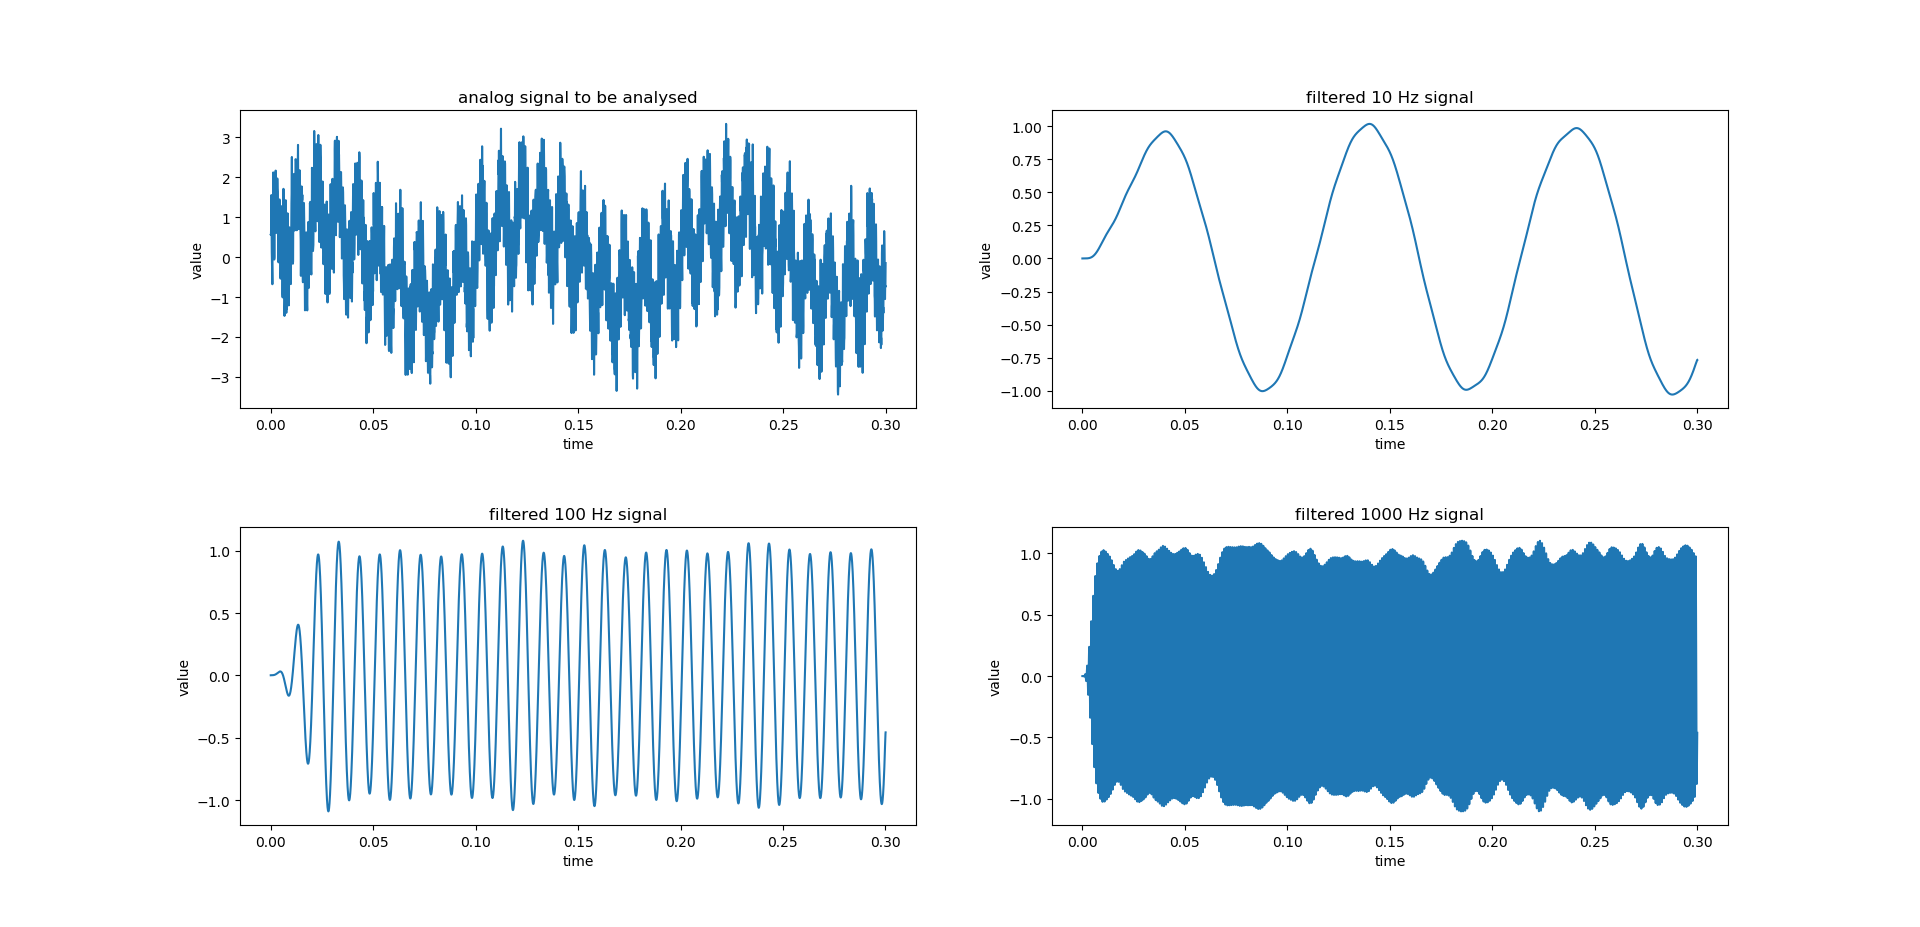 analog signal to be analysed
3
2
1
0
−1
−2
−3
value
0.00 0.05 0.10 0.15 0.20 0.25 0.30
time
filtered 10 Hz signal
1.00
0.75
0.50
0.25
0.00
−0.25
−0.50
−0.75
−1.00
value
0.00 0.05 0.10 0.15 0.20 0.25 0.30
time
filtered 100 Hz signal
1.0
0.5
0.0
−0.5
−1.0
value
0.00 0.05 0.10 0.15 0.20 0.25 0.30
time
filtered 1000 Hz signal
1.0
0.5
0.0
−0.5
−1.0
value
0.00 0.05 0.10 0.15 0.20 0.25 0.30
time